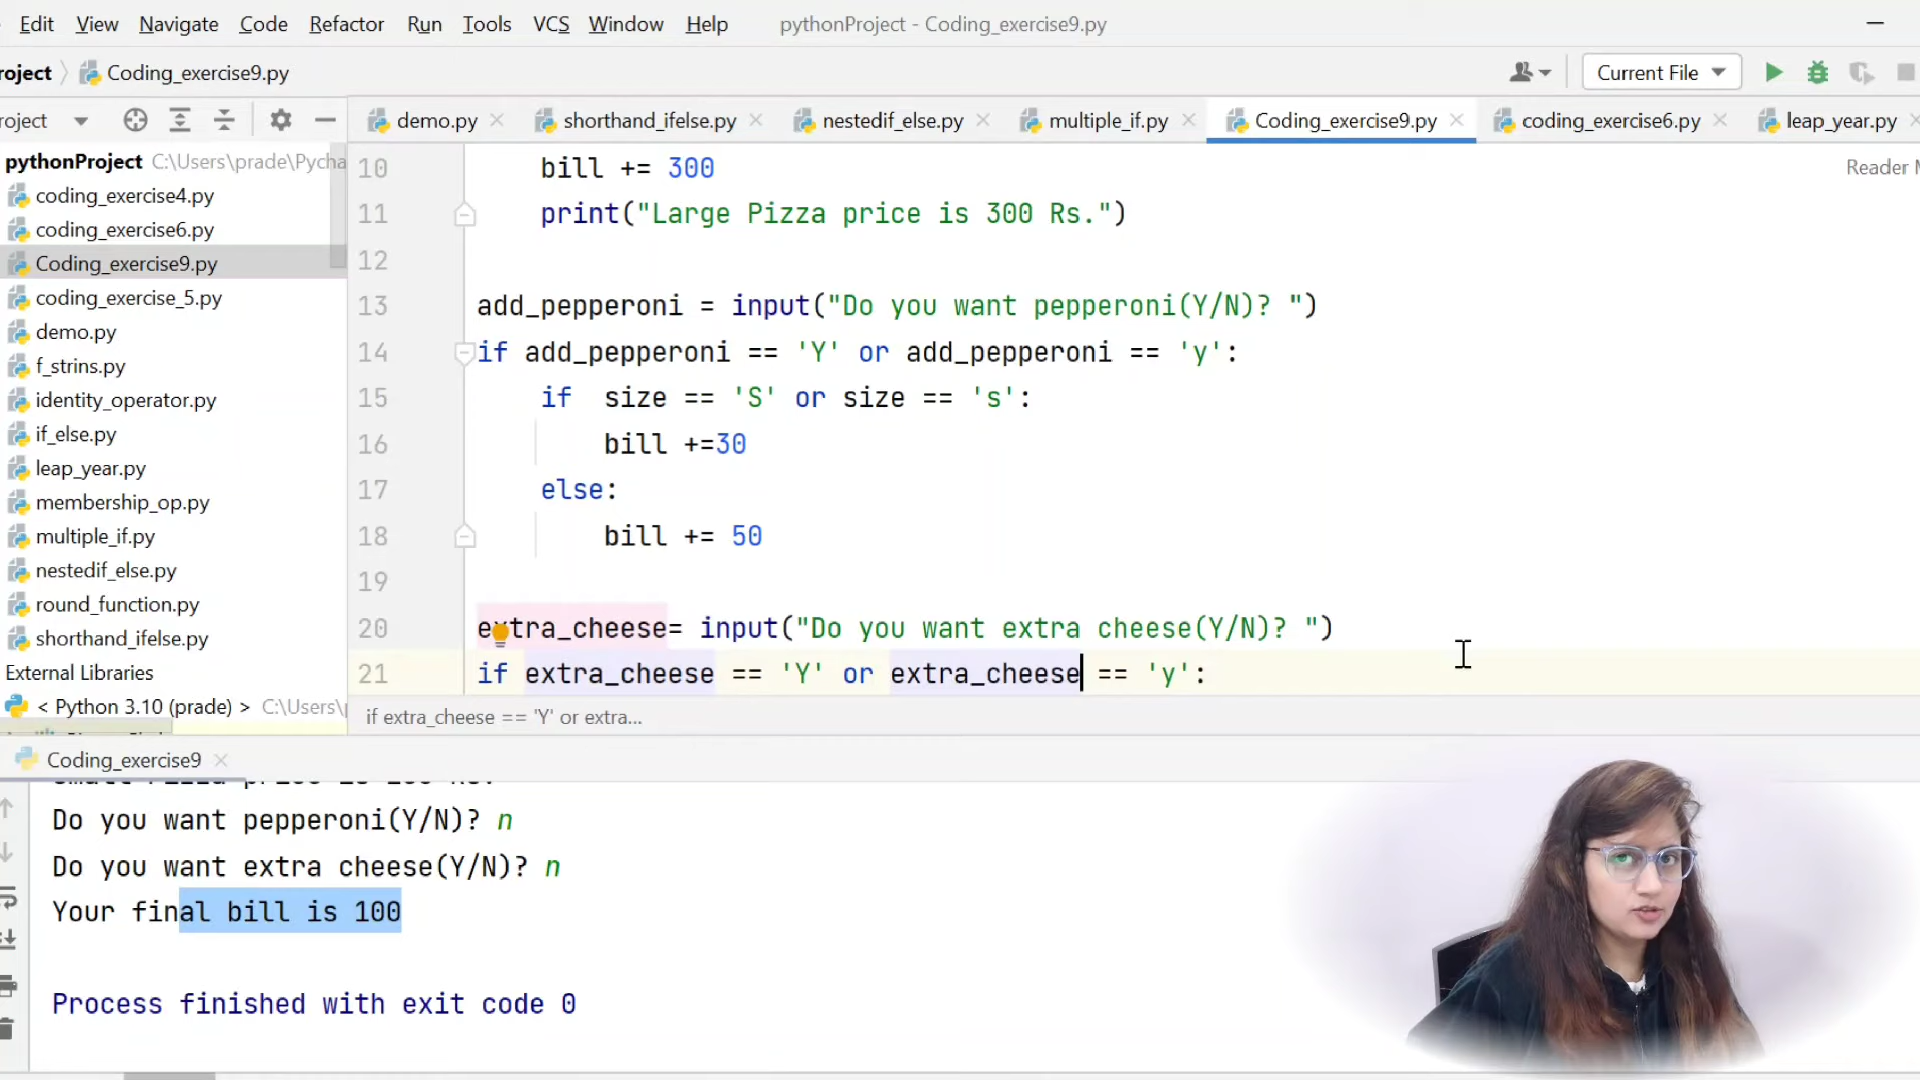 Edit View Navigate Code Refactor Run Tools VCS Window Help pythonProject - Coding_exercise9.py
roject Coding_exercise9.py Current File
roject demo.py shorthand_ifelse.py nestedif_else.py multiple_if.py Coding_exercise9.py coding_exercise6.py leap_year.py
pythonProject C:\Users\prade\Pycha
coding_exercise4.py
coding_exercise6.py
Coding_exercise9.py
coding_exercise_5.py
demo.py
f_strins.py
identity_operator.py
if_else.py
leap_year.py
membership_op.py
multiple_if.py
nestedif_else.py
round_function.py
shorthand_ifelse.py
External Libraries
< Python 3.10 (prade) > C:\Users\
Reader M
10 bill += 300
11 print("Large Pizza price is 300 Rs.")
12
13 add_pepperoni = input("Do you want pepperoni(Y/N)? ")
14 if add_pepperoni == 'Y' or add_pepperoni == 'y':
15 if  size == 'S' or size == 's':
16 bill +=30
17 else:
18 bill += 50
19
20 extra_cheese= input("Do you want extra cheese(Y/N)? ")
21 if extra_cheese == 'Y' or extra_cheese == 'y':
if extra_cheese == 'Y' or extra...
Coding_exercise9
Do you want pepperoni(Y/N)? n
Do you want extra cheese(Y/N)? n
Your final bill is 100
Process finished with exit code 0